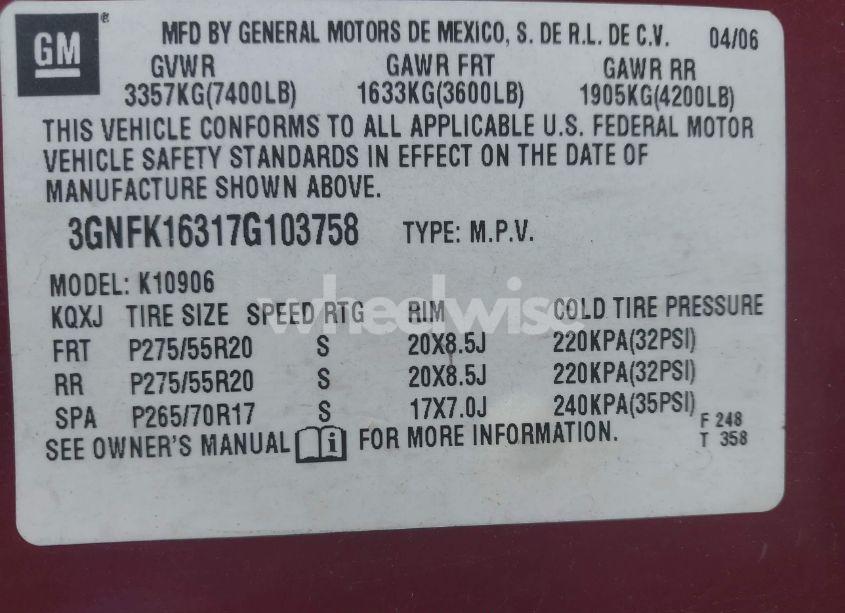 GM ® MFD BY GENERAL MOTORS DE MEXICO, S. DE R.L. DE C.V. 04/06
GVWR GAWR FRT GAWR RR
3357KG(7400LB) 1633KG(3600LB) 1905KG(4200LB)
THIS VEHICLE CONFORMS TO ALL APPLICABLE U.S. FEDERAL MOTOR
VEHICLE SAFETY STANDARDS IN EFFECT ON THE DATE OF
MANUFACTURE SHOWN ABOVE.
3GNFK16317G103758 TYPE: M.P.V.
MODEL: K10906
wheelwise
KQXJ TIRE SIZE SPEED RTG RIM COLD TIRE PRESSURE
FRT P275/55R20 S 20X8.5J 220KPA(32PSI)
RR P275/55R20 S 20X8.5J 220KPA(32PSI)
SPA P265/70R17 S 17X7.0J 240KPA(35PSI)
SEE OWNER'S MANUAL i FOR MORE INFORMATION.
F 248
T 358